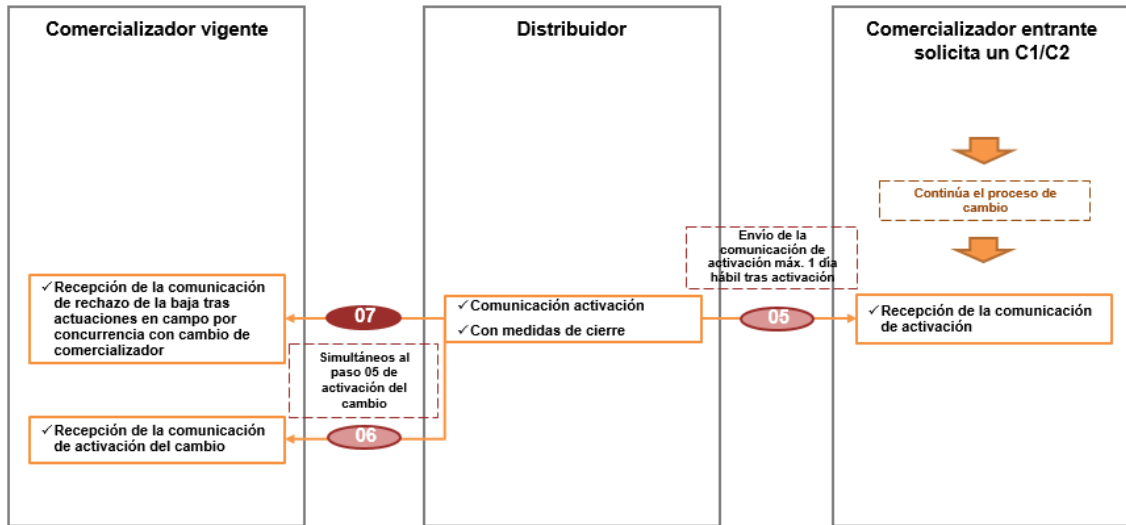 Comercializador vigente
Distribuidor
Comercializador entrante
solicita un C1/C2
Continúa el proceso de
cambio
Envío de la
comunicación de
activación máx. 1 día
hábil tras activación
✓ Recepción de la comunicación
de rechazo de la baja tras
actuaciones en campo por
concurrencia con cambio de
comercializador
07
✓ Comunicación activación
✓ Con medidas de cierre
05
✓ Recepción de la comunicación
de activación
Simultáneos al
paso 05 de
activación del
cambio
✓ Recepción de la comunicación
de activación del cambio
06